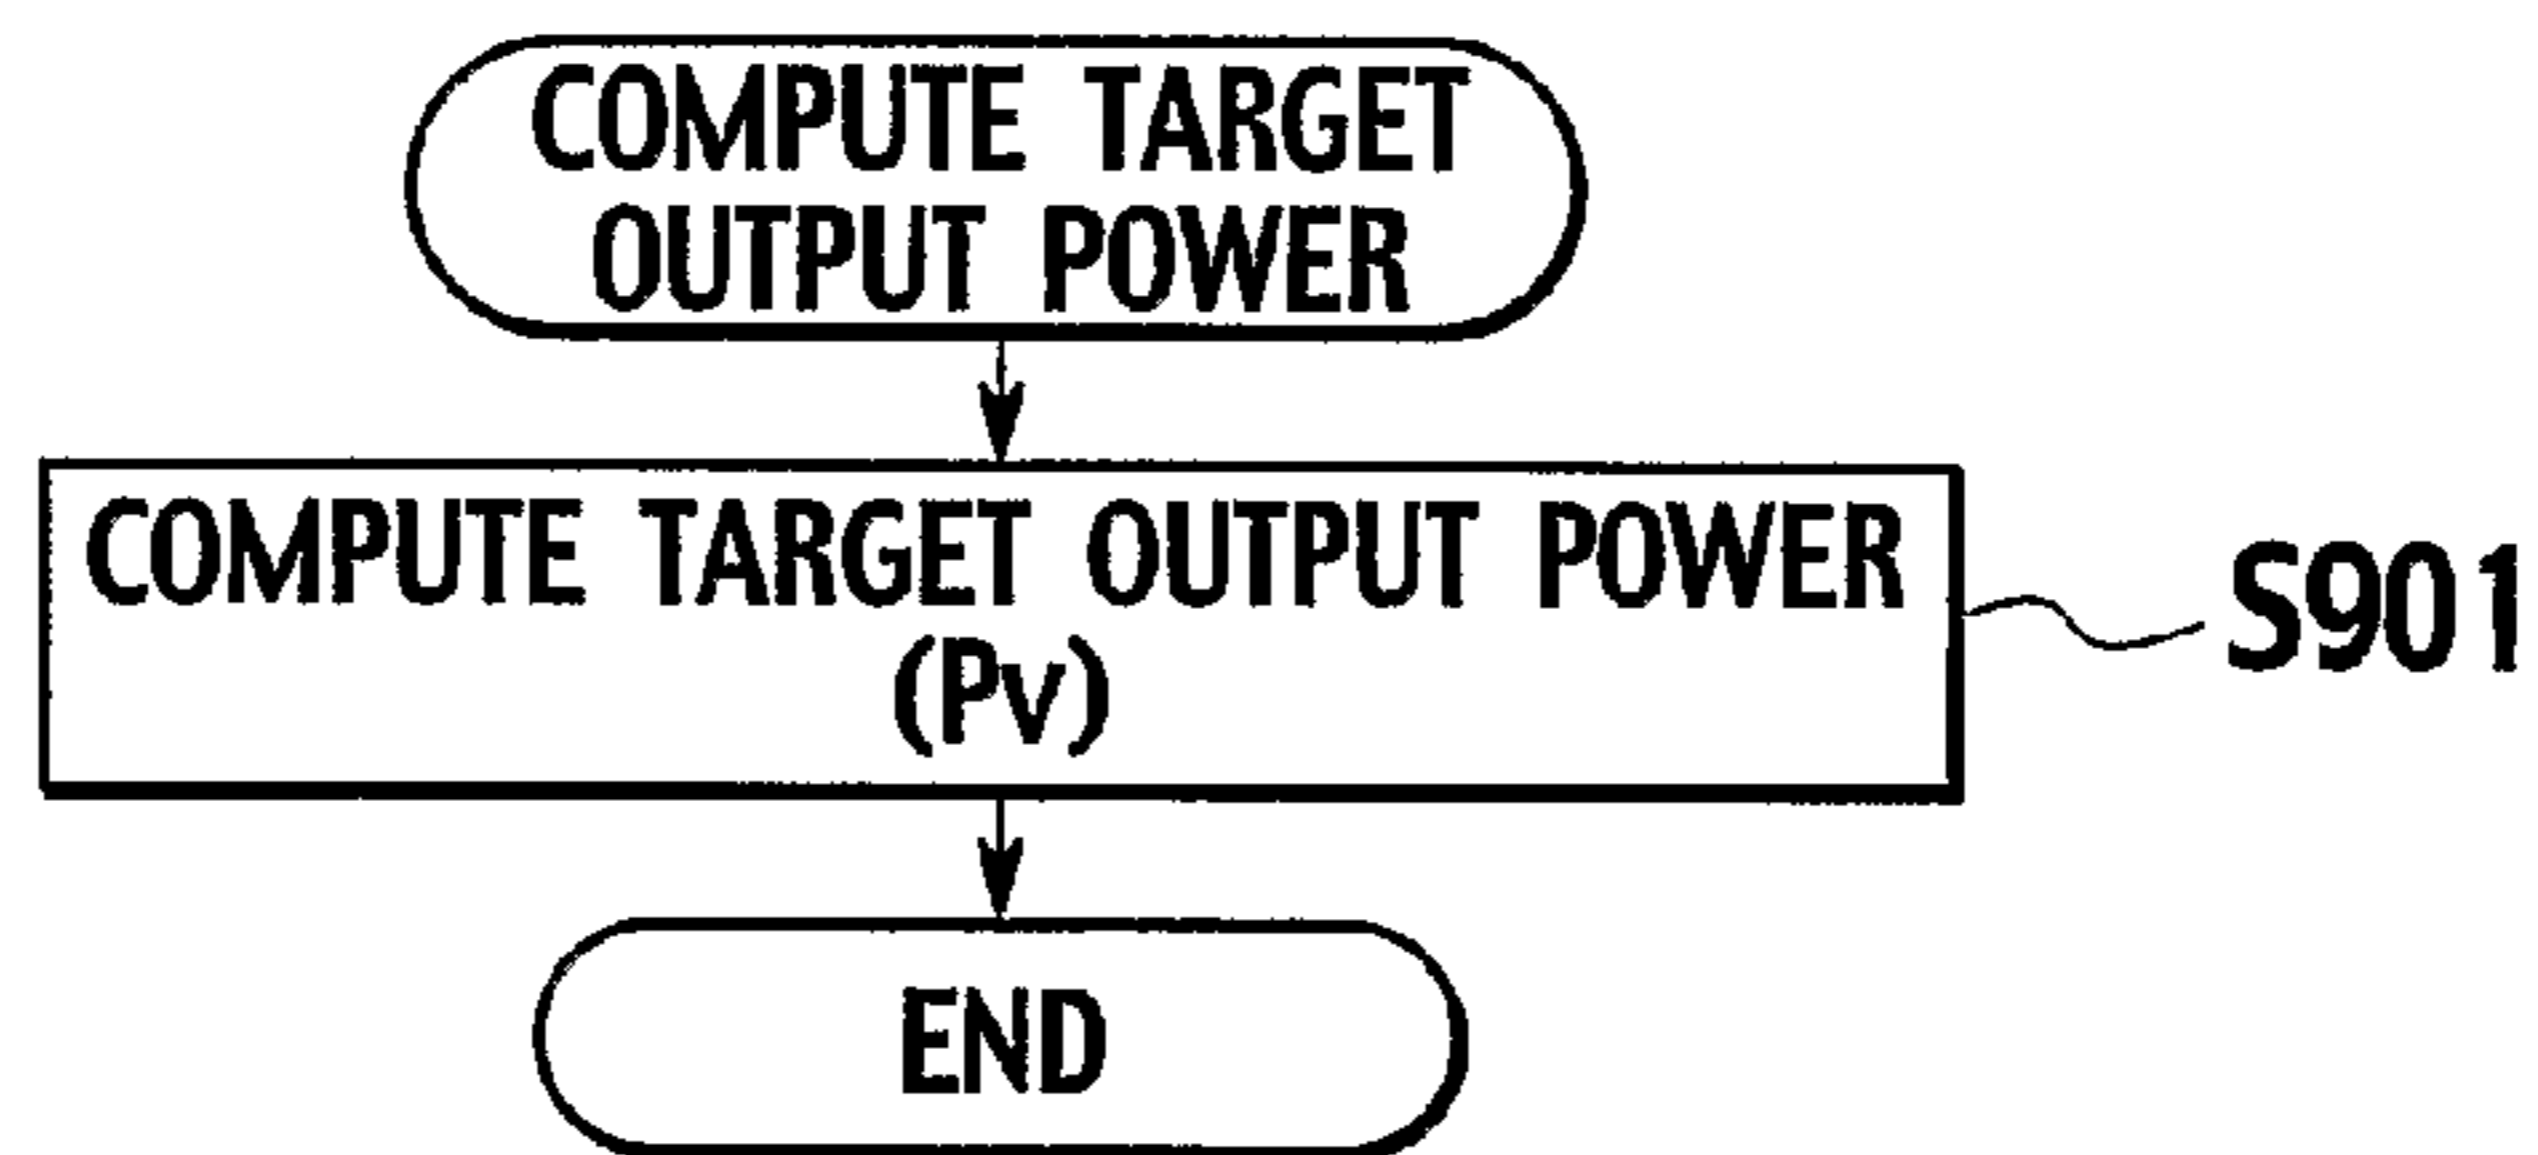 COMPUTE TARGET
OUTPUT POWER
COMPUTE TARGET OUTPUT POWER
(Pv)
S901
END